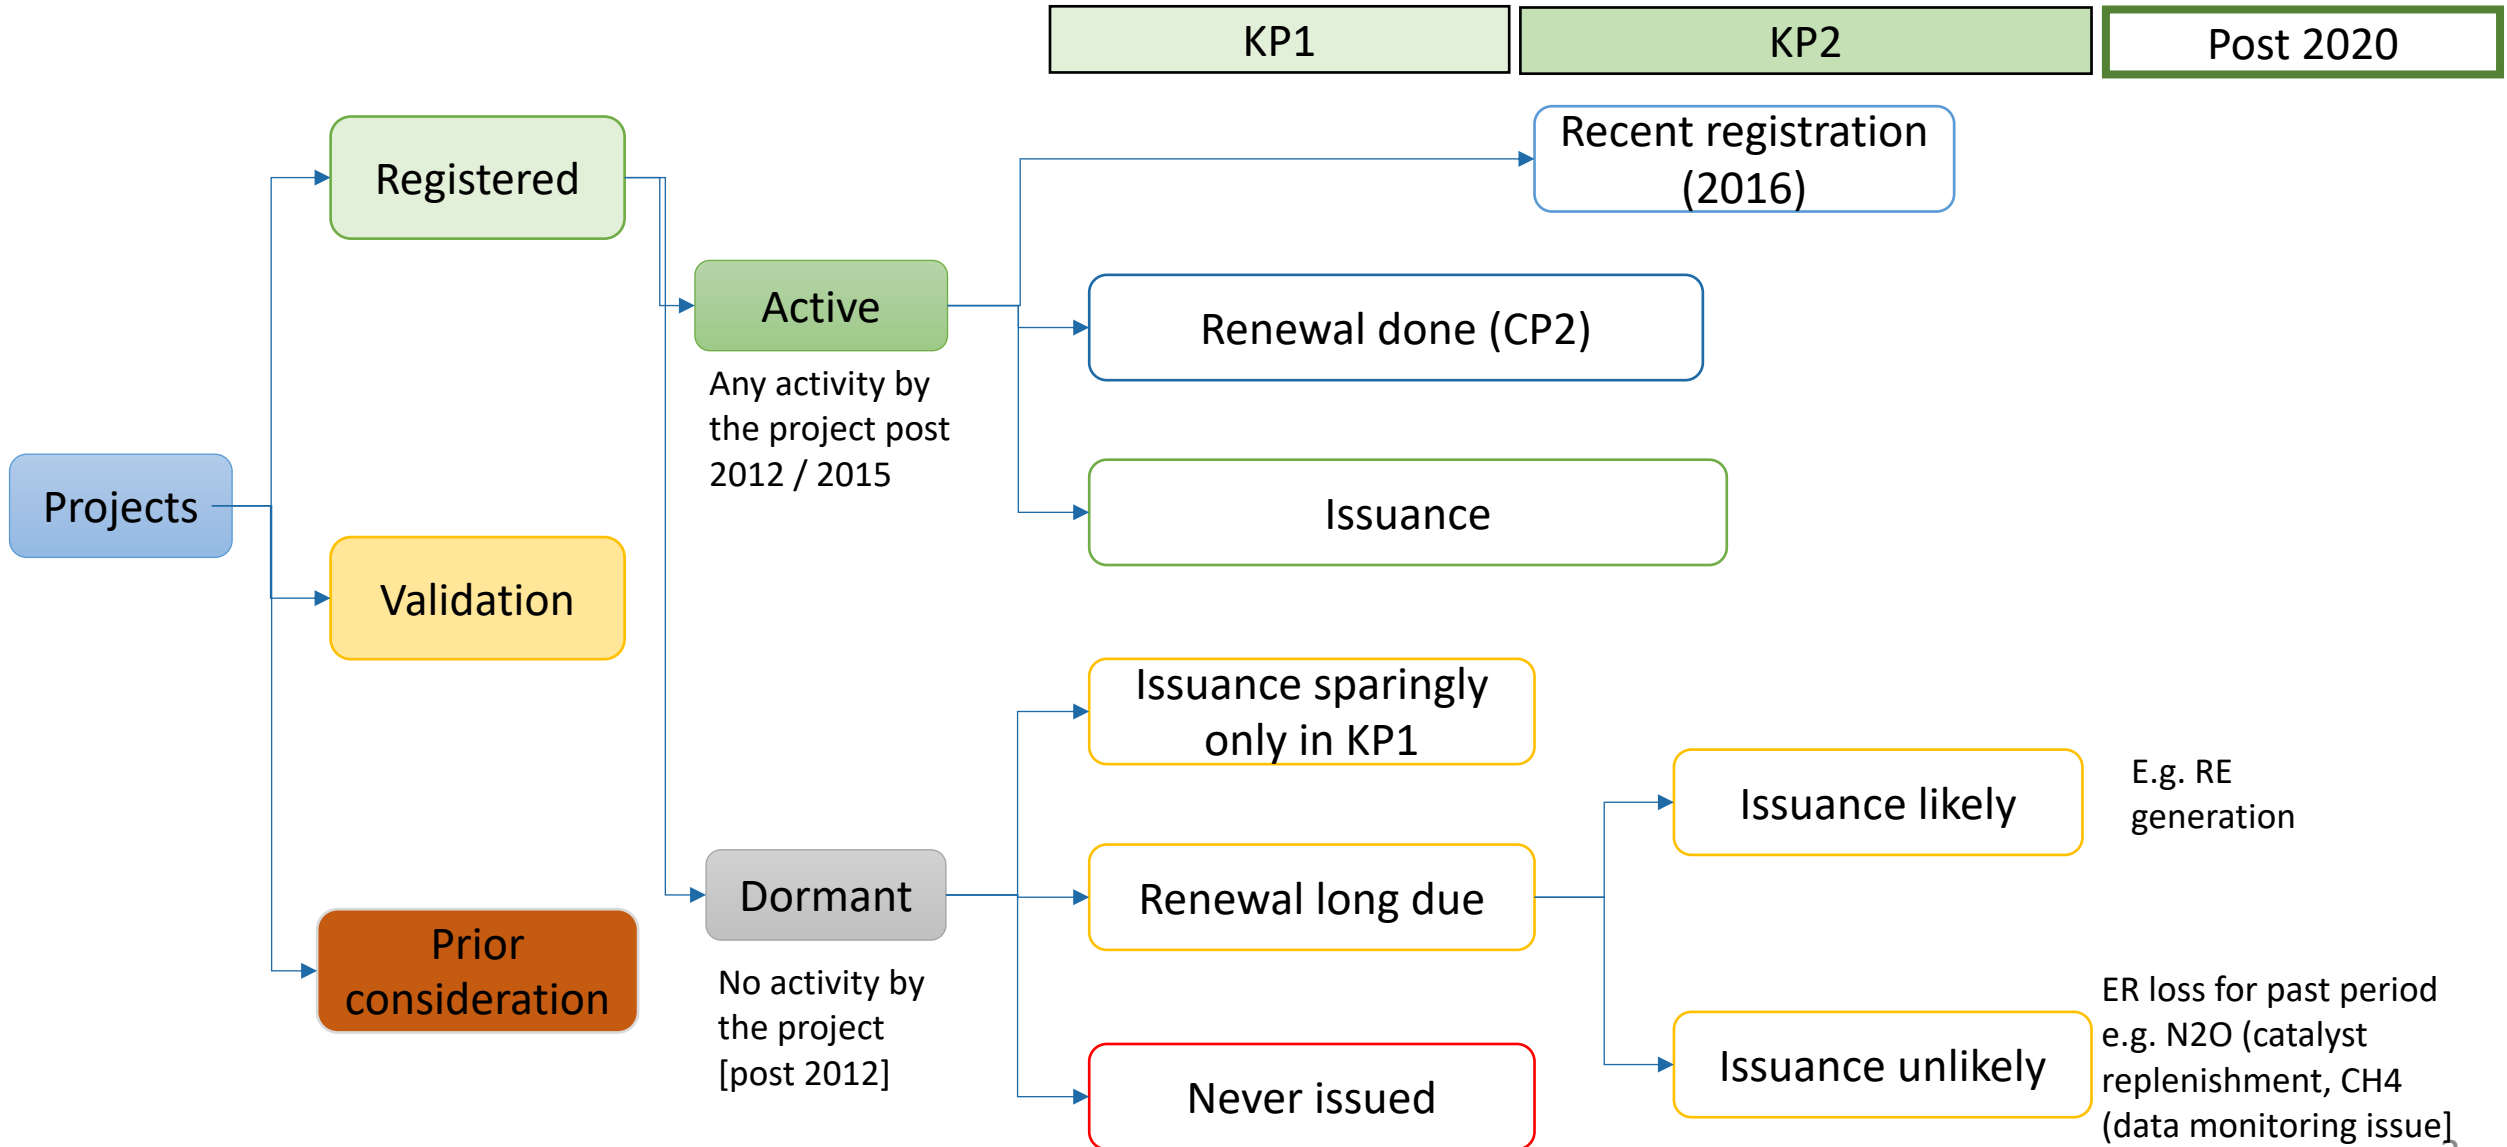 KP1
KP2
Post 2020
Recent registration
(2016)
Registered
Active
Any activity by
the project post
2012 / 2015
Renewal done (CP2)
Issuance
Projects
Validation
Prior
consideration
Dormant
No activity by
the project
[post 2012]
Issuance sparingly
only in KP1
Renewal long due
Never issued
Issuance likely
E.g. RE
generation
Issuance unlikely
ER loss for past period
e.g. N2O (catalyst
replenishment, CH4
(data monitoring issue]